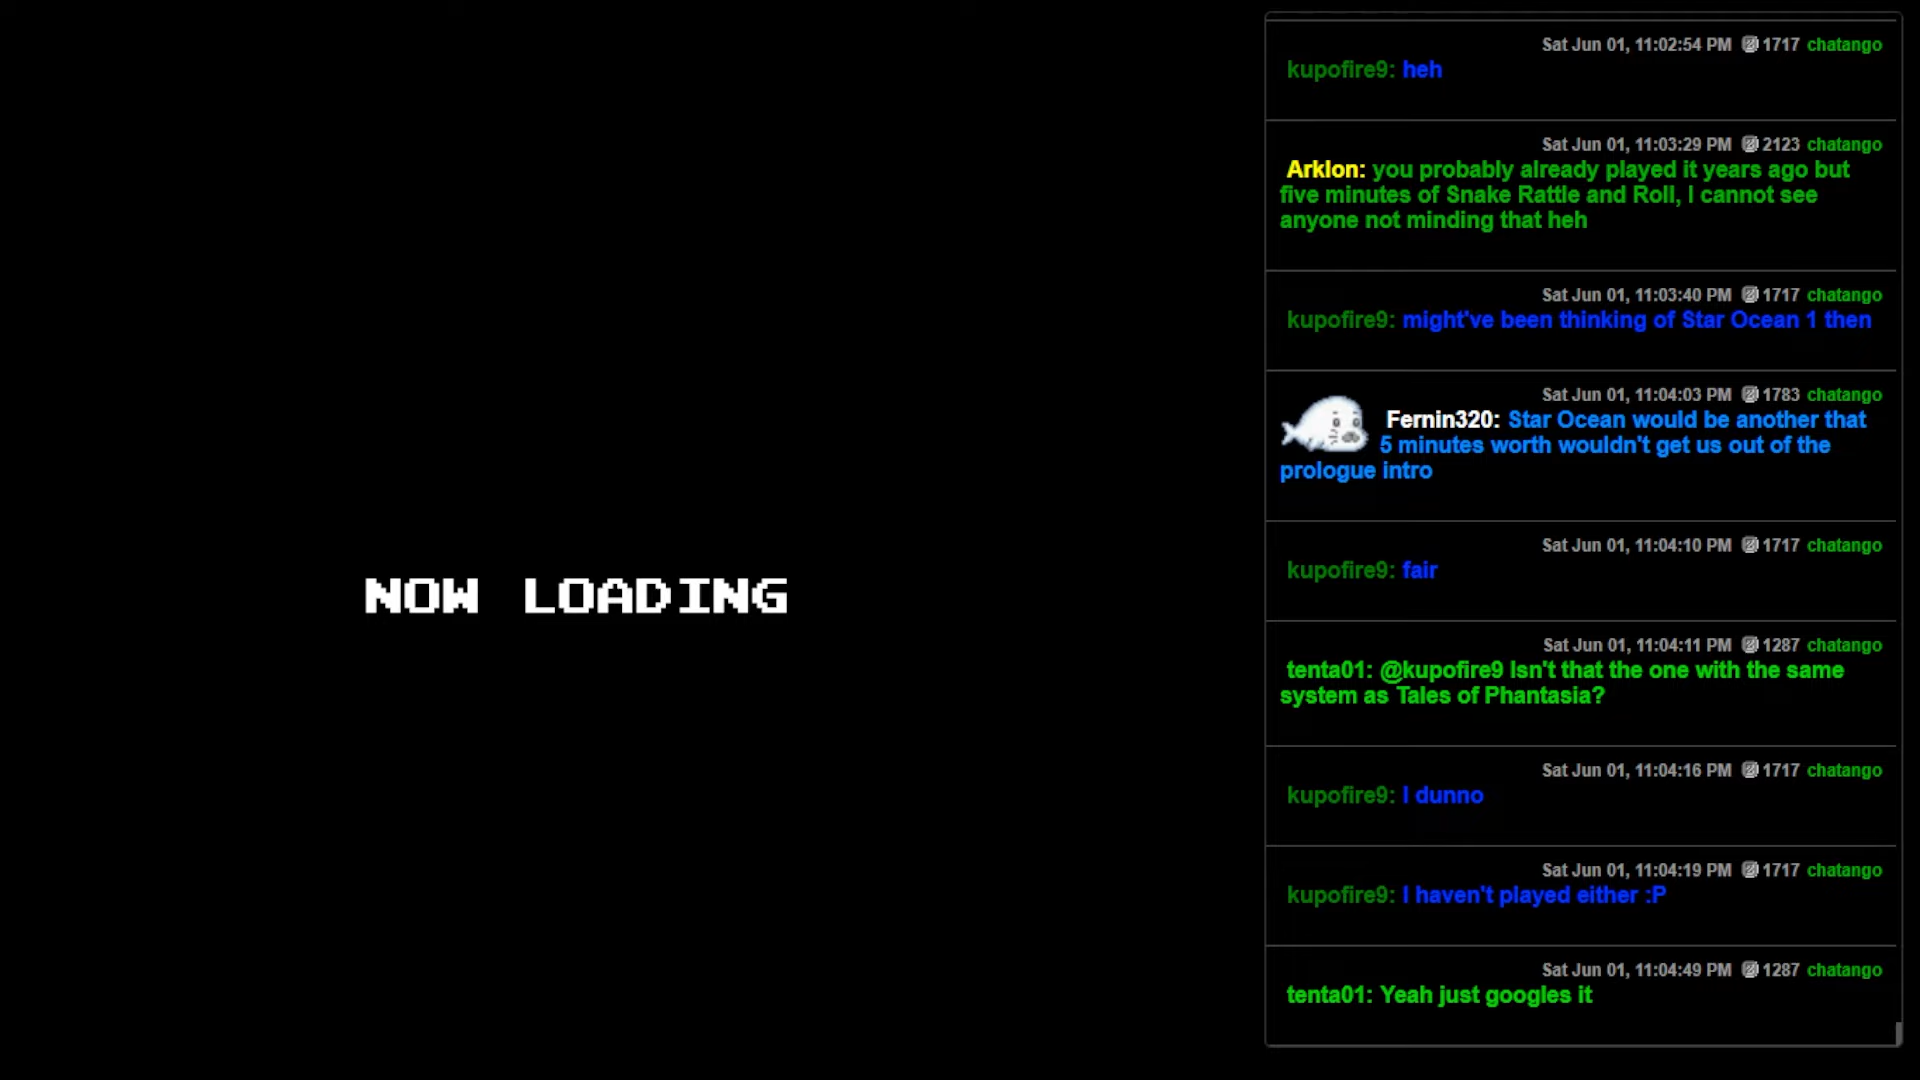 NOW LOADING
Sat Jun 01, 11:02:54 PM 1717 chatango
kupofire9: heh
Sat Jun 01, 11:03:29 PM 2123 chatango
Arklon: you probably already played it years ago but
five minutes of Snake Rattle and Roll, I cannot see
anyone not minding that heh
Sat Jun 01, 11:03:40 PM 1717 chatango
kupofire9: might've been thinking of Star Ocean 1 then
Sat Jun 01, 11:04:03 PM 1783 chatango
Fernin320: Star Ocean would be another that
5 minutes worth wouldn't get us out of the
prologue intro
Sat Jun 01, 11:04:10 PM 1717 chatango
kupofire9: fair
Sat Jun 01, 11:04:11 PM 1287 chatango
tenta01: @kupofire9 Isn't that the one with the same
system as Tales of Phantasia?
Sat Jun 01, 11:04:16 PM 1717 chatango
kupofire9: I dunno
Sat Jun 01, 11:04:19 PM 1717 chatango
kupofire9: I haven't played either :P
Sat Jun 01, 11:04:49 PM 1287 chatango
tenta01: Yeah just googles it